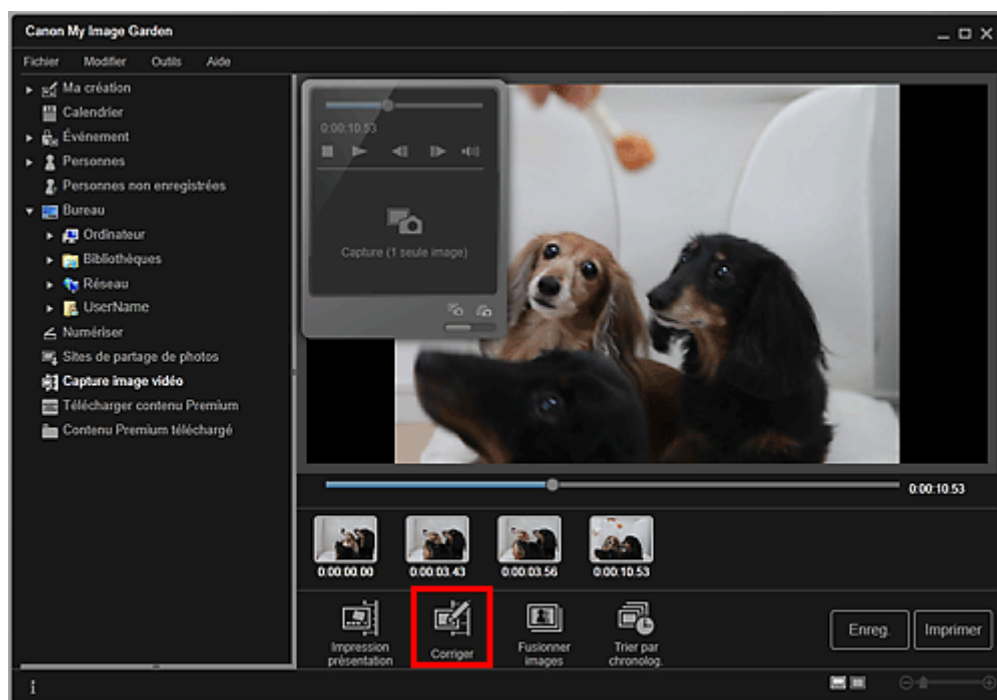 Canon My Image Garden
Fichier Modifier Outils Aide
Ma création
Calendrier
Événement
Personnes
Personnes non enregistrées
Bureau
Ordinateur
Bibliothèques
Réseau
UserName
Numériser
Sites de partage de photos
Capture image vidéo
Télécharger contenu Premium
Contenu Premium téléchargé
0:00:10.53
Capture (1 seule image)
0:00:10.53
0:00:00.00 0:00:03.43 0:00:03.56 0:00:10.53
Impression
présentation
Corriger
Fusionner
images
Trier par
chronolog.
Enreg.
Imprimer